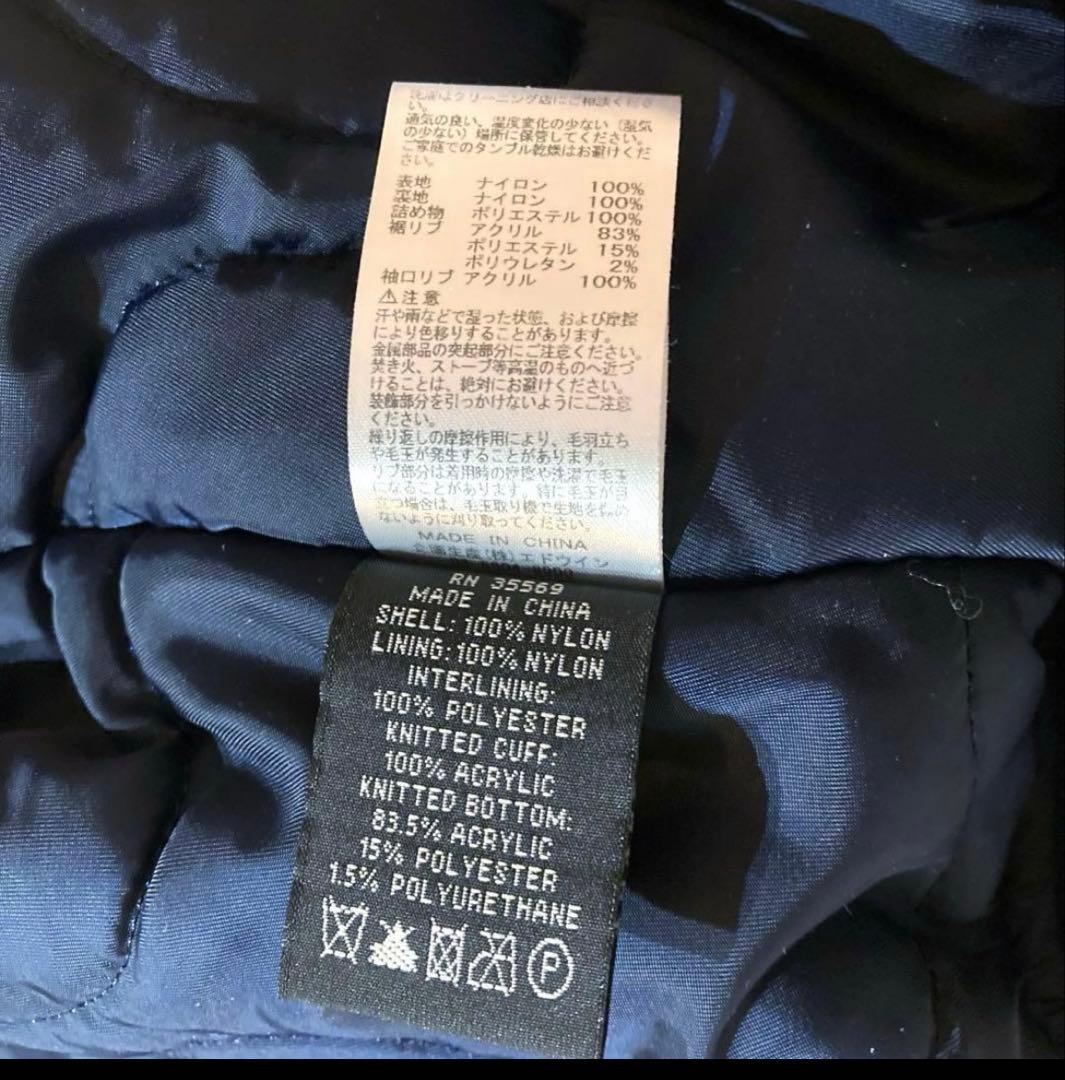 洗濯はクリーニング店にご相談くださ
い。
通気の良い、温度変化の少ない（湿気
の少ない）場所に保管してください。
ご家庭でのタンブル乾燥はお避けくだ
さい。
表地 ナイロン 100%
裏地 ナイロン 100%
詰め物 ポリエステル 100%
裾リブ アクリル 83%
ポリエステル 15%
ポリウレタン 2%
袖口リブ アクリル 100%
⚠注意
汗や雨などで湿った状態、および摩擦
により色移りすることがあります。
金属部品の突起部分にご注意ください。
焚き火、ストーブ等高温のものへ近づ
けることは、絶対にお避けください。
装飾部分を引っかけないようにご注意
ください。
繰り返しの摩擦作用により、毛羽立ち
や毛玉が発生することがあります。
リブ部分は着用時の摩擦や洗濯で毛玉
になることがあります。特に毛玉が目
立つ場合は、毛玉取り機で生地を傷め
ないように刈り取ってください。
MADE IN CHINA
企画生産(株)エドウイン
RN 35569
MADE IN CHINA
SHELL: 100% NYLON
LINING: 100% NYLON
INTERLINING:
100% POLYESTER
KNITTED CUFF:
100% ACRYLIC
KNITTED BOTTOM:
83.5% ACRYLIC
15% POLYESTER
1.5% POLYURETHANE
P